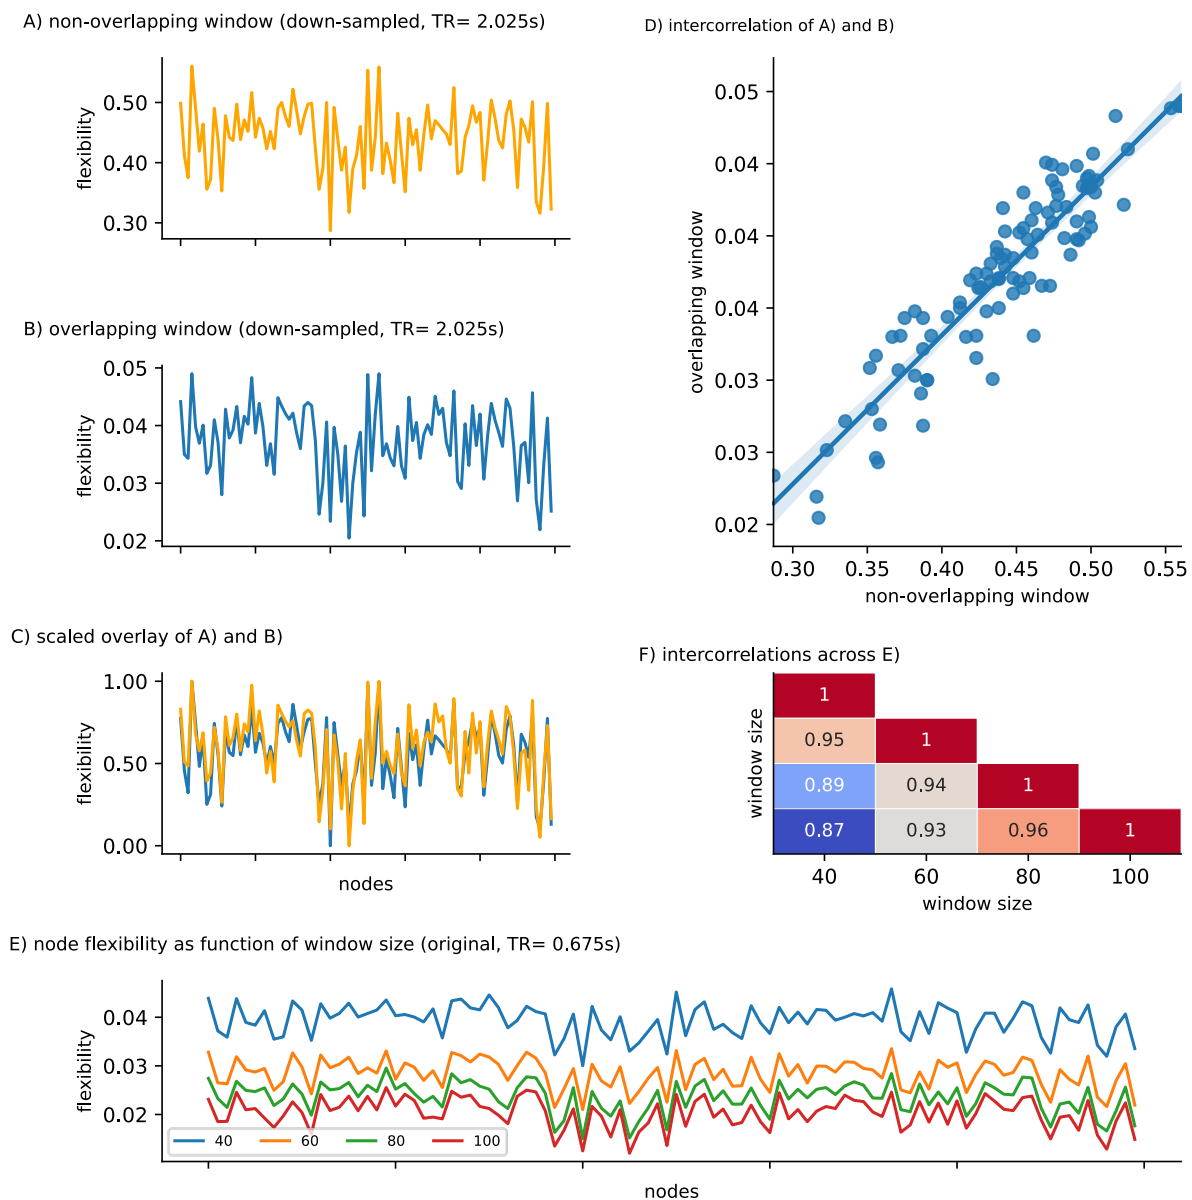 A) non-overlapping window (down-sampled, TR= 2.025s)
flexibility
0.50
0.40
0.30
B) overlapping window (down-sampled, TR= 2.025s)
flexibility
0.05
0.04
0.03
0.02
C) scaled overlay of A) and B)
flexibility
1.00
0.50
0.00
nodes
D) intercorrelation of A) and B)
overlapping window
0.05
0.04
0.04
0.04
0.03
0.03
0.02
0.30 0.35 0.40 0.45 0.50 0.55
non-overlapping window
F) intercorrelations across E)
window size
1
0.95 1
0.89 0.94 1
0.87 0.93 0.96 1
40 60 80 100
window size
E) node flexibility as function of window size (original, TR= 0.675s)
flexibility
0.04
0.03
0.02
40 60 80 100
nodes